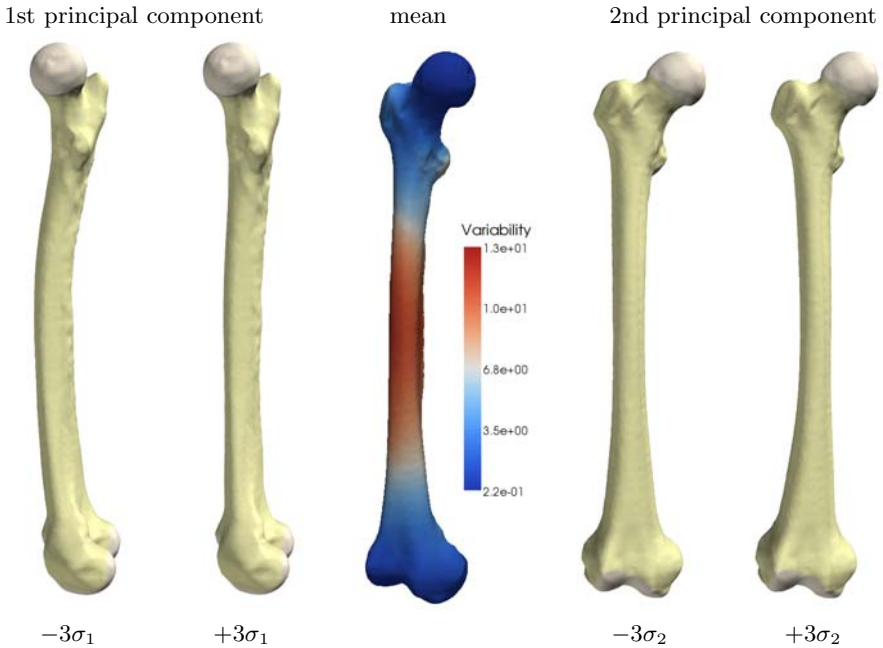 1st principal component
mean
2nd principal component
Variability
1.3e+01
1.0e+01
6.8e+00
3.5e+00
2.2e-01
−3σ₁
+3σ₁
−3σ₂
+3σ₂